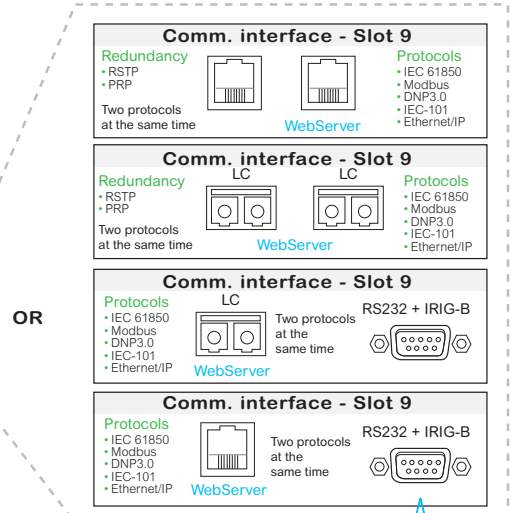 Comm. interface - Slot 9
Redundancy
• RSTP
• PRP
Two protocols
at the same time
WebServer
Protocols
• IEC 61850
• Modbus
• DNP3.0
• IEC-101
• Ethernet/IP
Comm. interface - Slot 9
Redundancy
• RSTP
• PRP
Two protocols
at the same time
LC
LC
WebServer
Protocols
• IEC 61850
• Modbus
• DNP3.0
• IEC-101
• Ethernet/IP
OR
Comm. interface - Slot 9
Protocols
• IEC 61850
• Modbus
• DNP3.0
• IEC-101
• Ethernet/IP
LC
WebServer
Two protocols
at the
same time
RS232 + IRIG-B
Comm. interface - Slot 9
Protocols
• IEC 61850
• Modbus
• DNP3.0
• IEC-101
• Ethernet/IP
WebServer
Two protocols
at the
same time
RS232 + IRIG-B